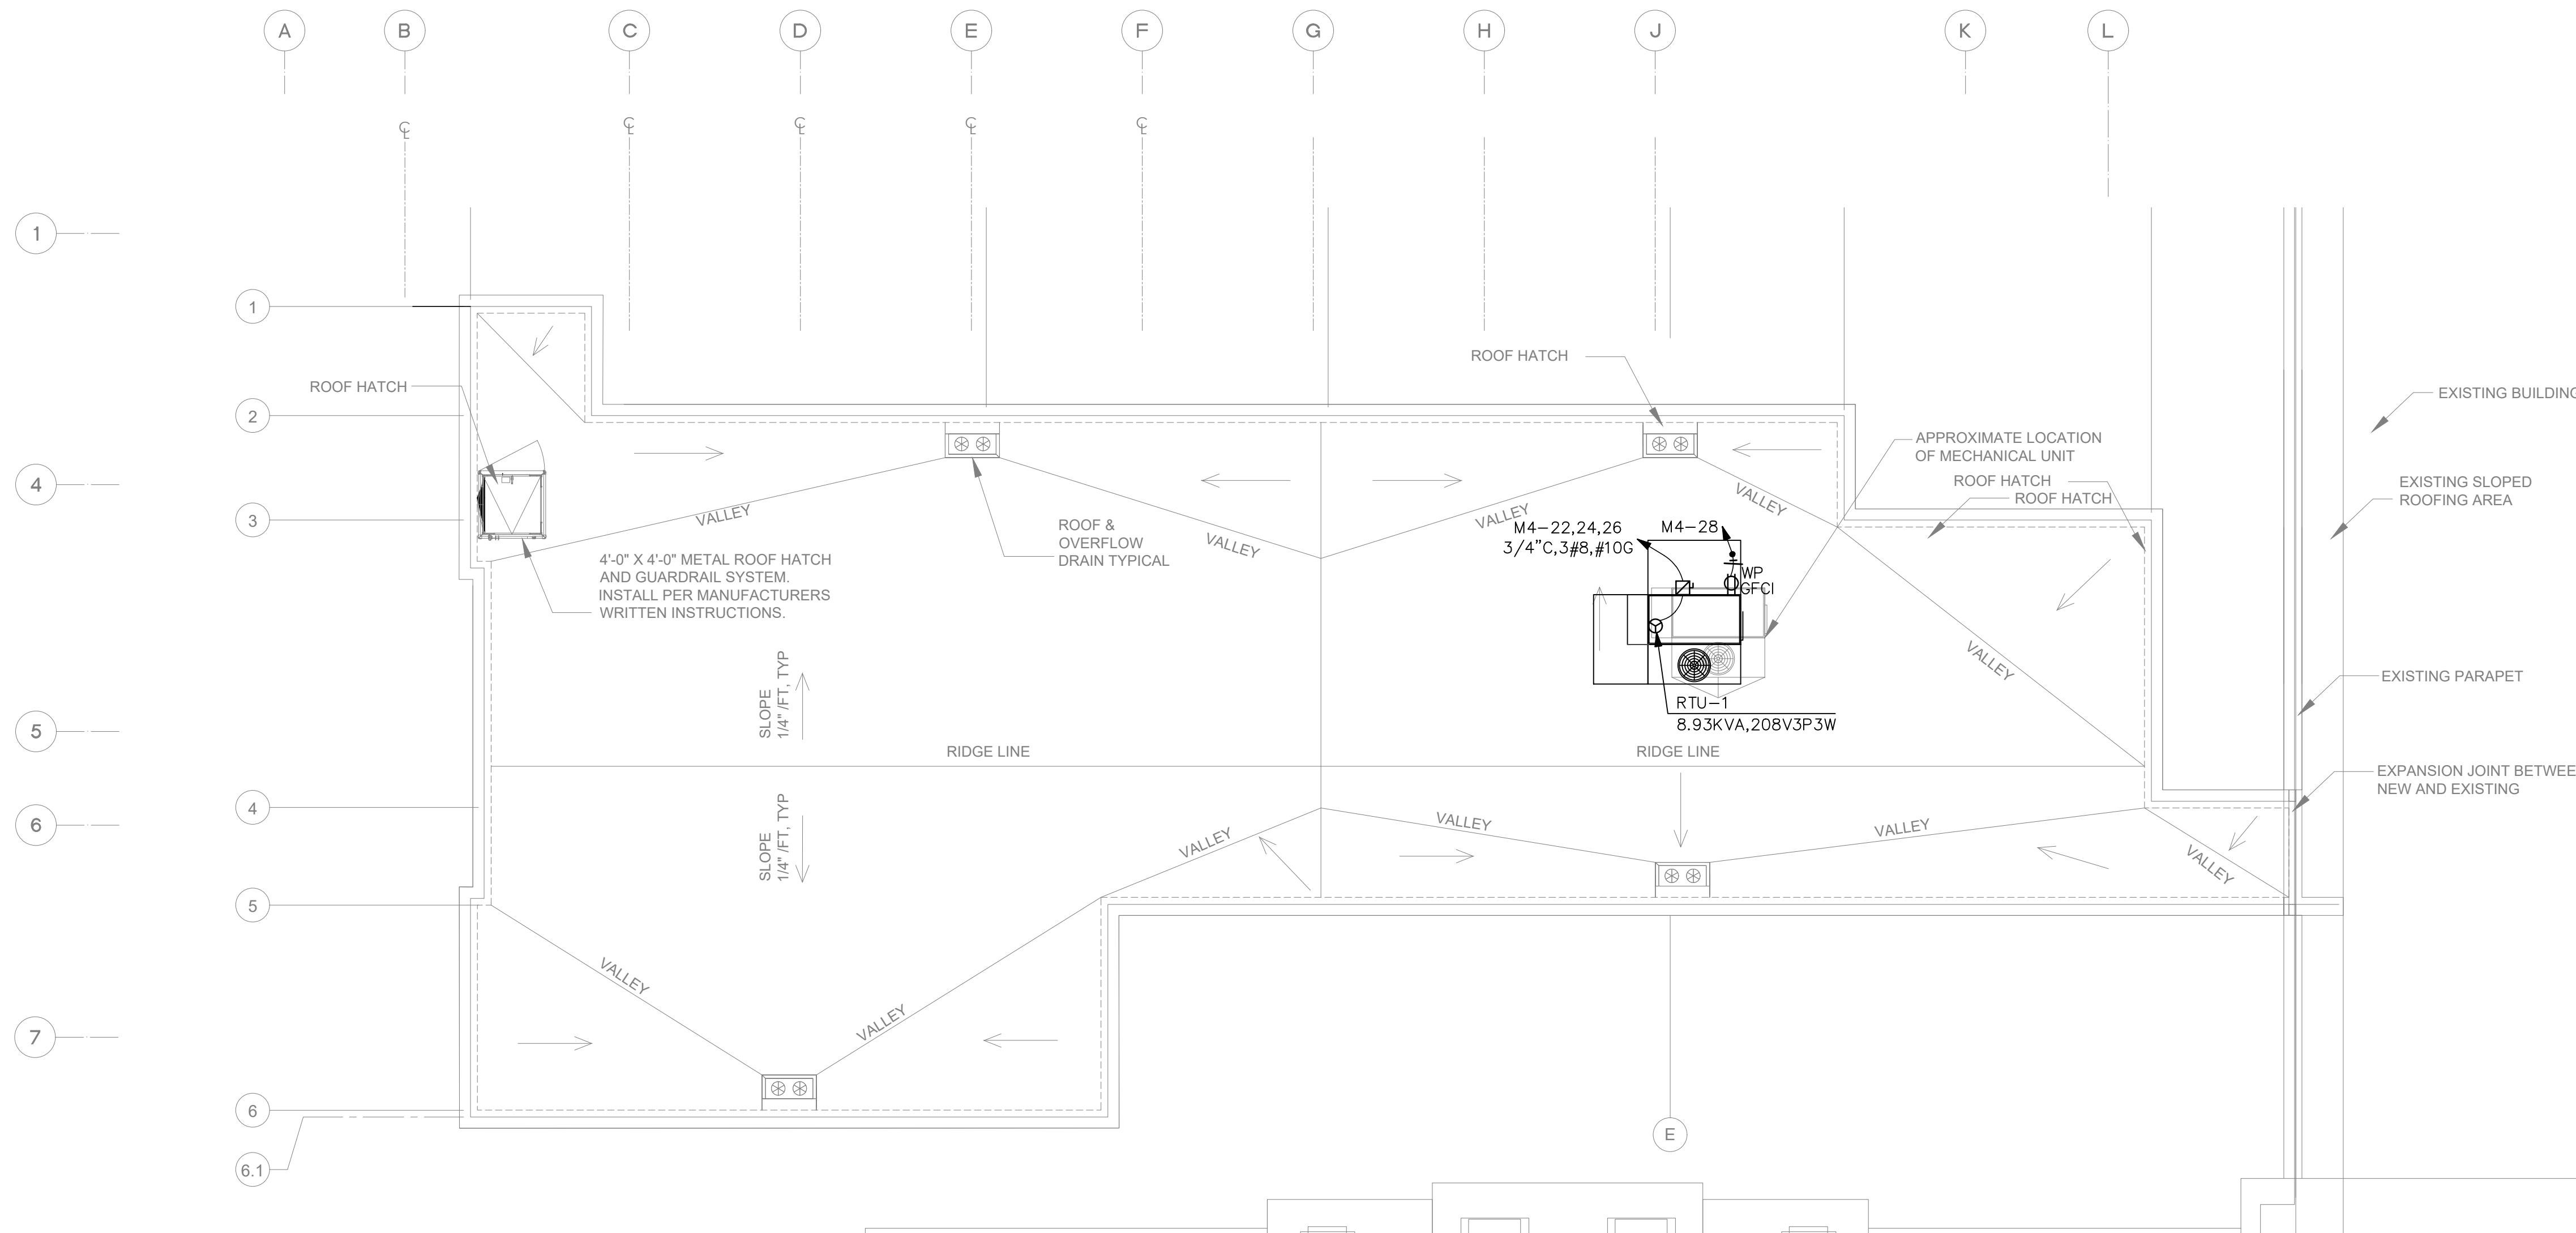 A
B
C
D
E
F
G
H
J
K
L
℄
℄
℄
℄
℄
1
1
ROOF HATCH
ROOF HATCH
2
EXISTING BUILDING
APPROXIMATE LOCATION
OF MECHANICAL UNIT
4
ROOF HATCH
ROOF HATCH
EXISTING SLOPED
ROOFING AREA
3
VALLEY
ROOF &
OVERFLOW
DRAIN TYPICAL
VALLEY
VALLEY
VALLEY
M4-22,24,26
3/4"C,3#8,#10G
M4-28
WP
GFCI
4'-0" X 4'-0" METAL ROOF HATCH
AND GUARDRAIL SYSTEM.
INSTALL PER MANUFACTURERS
WRITTEN INSTRUCTIONS.
VALLEY
SLOPE
1/4" /FT, TYP
EXISTING PARAPET
RTU-1
8.93KVA,208V3P3W
5
RIDGE LINE
RIDGE LINE
EXPANSION JOINT BETWEE
NEW AND EXISTING
4
6
SLOPE
1/4" /FT, TYP
VALLEY
VALLEY
VALLEY
VALLEY
5
VALLEY
VALLEY
7
6
E
6.1